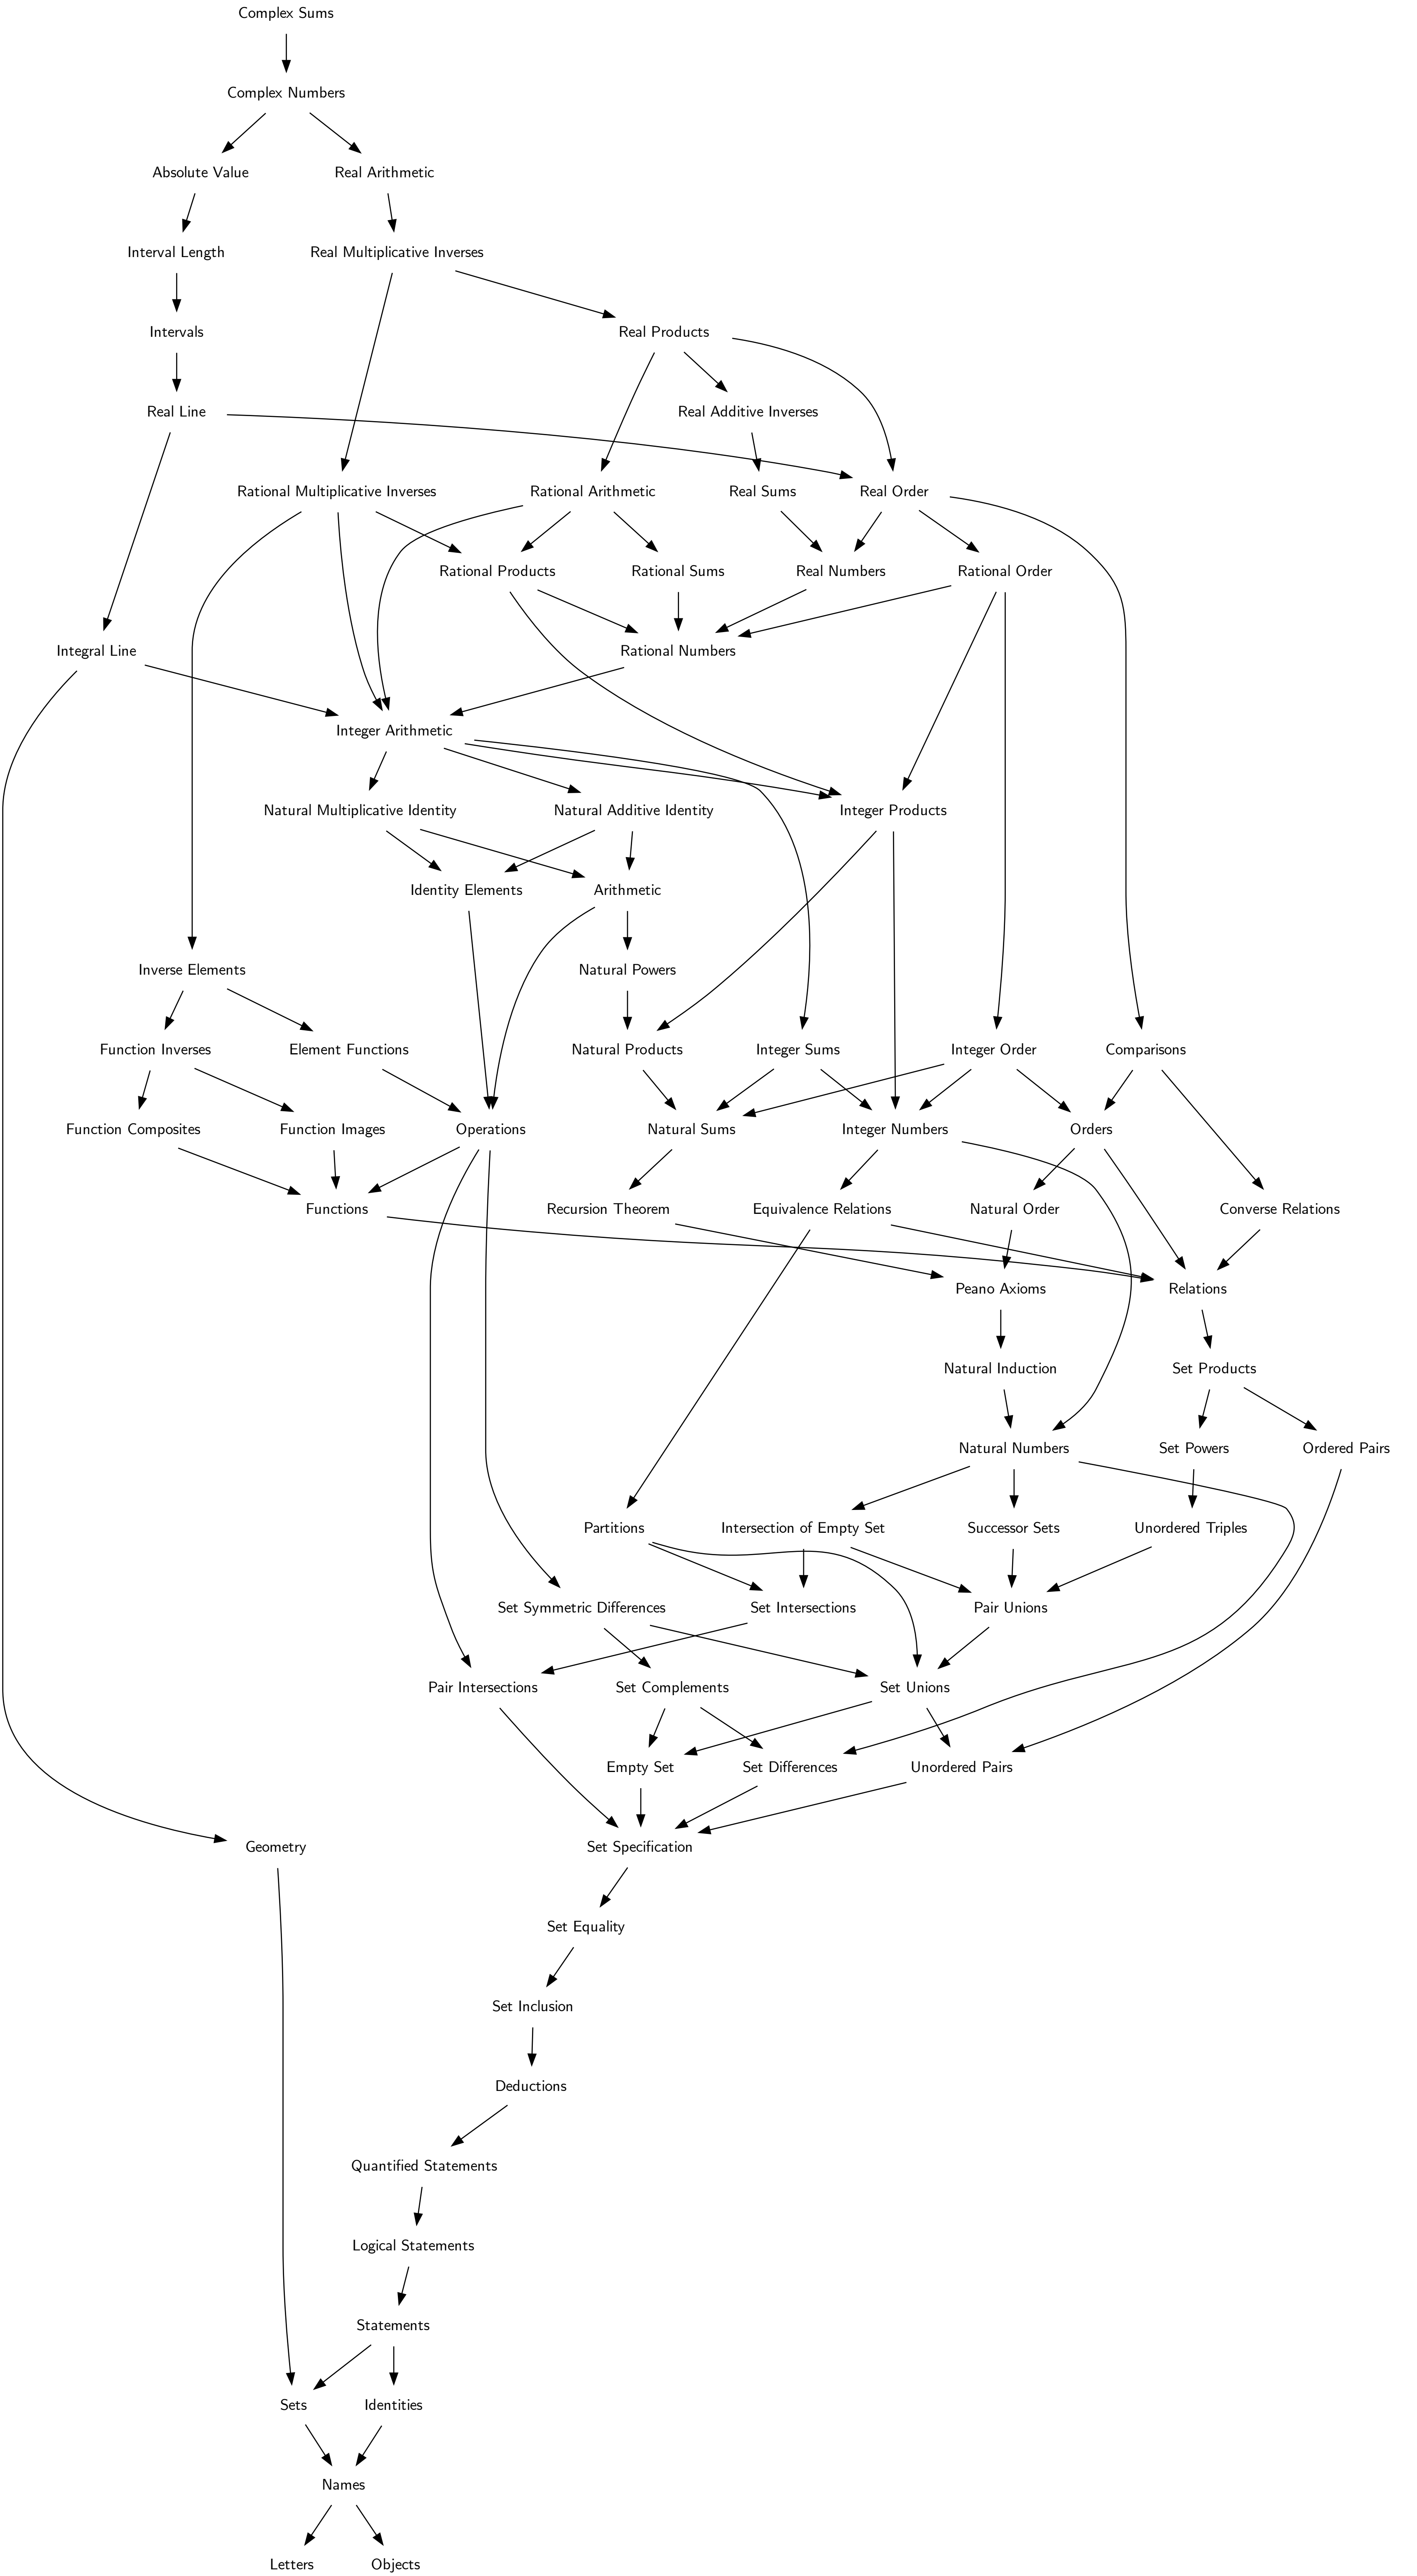 Complex Sums
Complex Numbers
Absolute Value
Real Arithmetic
Interval Length
Real Multiplicative Inverses
Intervals
Real Products
Real Line
Real Additive Inverses
Rational Multiplicative Inverses
Rational Arithmetic
Real Sums
Real Order
Rational Products
Rational Sums
Real Numbers
Rational Order
Integral Line
Rational Numbers
Integer Arithmetic
Natural Multiplicative Identity
Natural Additive Identity
Integer Products
Identity Elements
Arithmetic
Inverse Elements
Natural Powers
Function Inverses
Element Functions
Natural Products
Integer Sums
Integer Order
Comparisons
Function Composites
Function Images
Operations
Natural Sums
Integer Numbers
Orders
Functions
Recursion Theorem
Equivalence Relations
Natural Order
Converse Relations
Peano Axioms
Relations
Natural Induction
Set Products
Natural Numbers
Set Powers
Ordered Pairs
Partitions
Intersection of Empty Set
Successor Sets
Unordered Triples
Set Symmetric Differences
Set Intersections
Pair Unions
Pair Intersections
Set Complements
Set Unions
Empty Set
Set Differences
Unordered Pairs
Geometry
Set Specification
Set Equality
Set Inclusion
Deductions
Quantified Statements
Logical Statements
Statements
Sets
Identities
Names
Letters
Objects